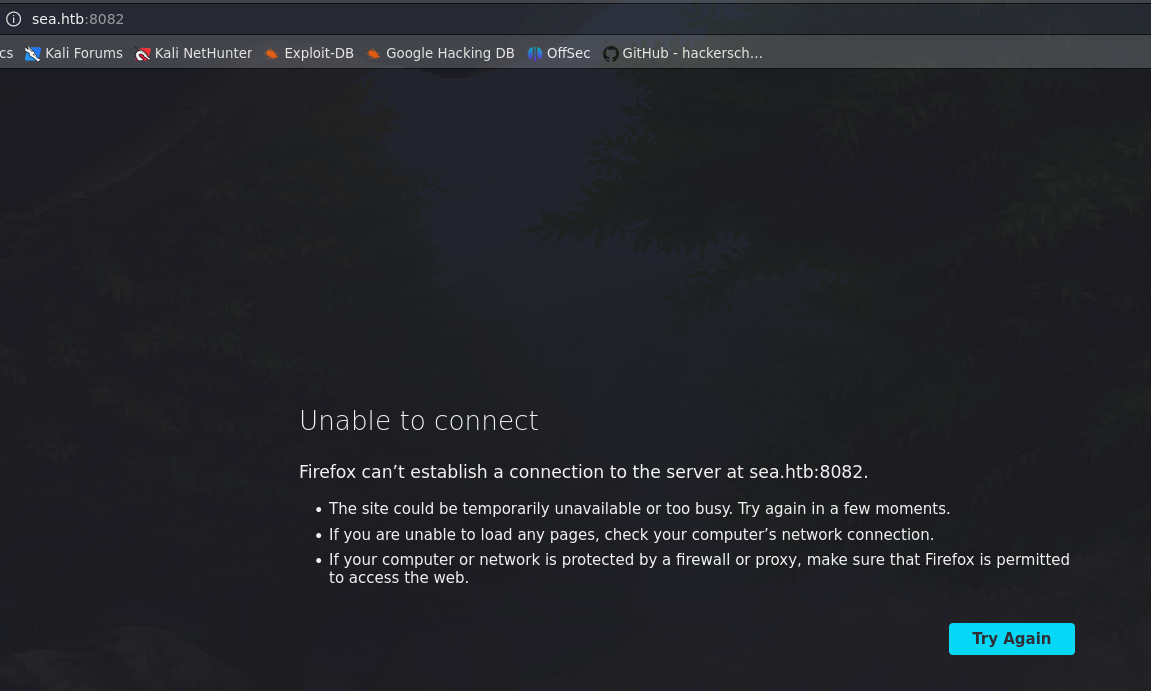 sea.htb:8082
cs Kali Forums Kali NetHunter Exploit-DB Google Hacking DB OffSec GitHub - hackersch…
Unable to connect
Firefox can’t establish a connection to the server at sea.htb:8082.
• The site could be temporarily unavailable or too busy. Try again in a few moments.
• If you are unable to load any pages, check your computer’s network connection.
• If your computer or network is protected by a firewall or proxy, make sure that Firefox is permitted
to access the web.
Try Again